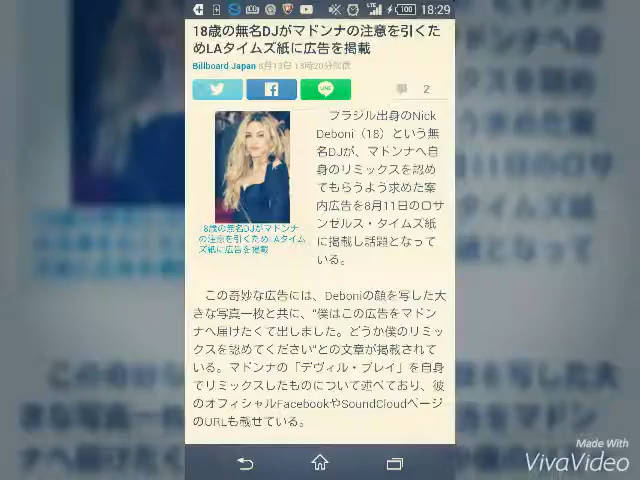 LTE
100
18:29
18歳の無名DJがマドンナの注意を引くた
めLAタイムズ紙に広告を掲載
Billboard Japan 8月13日 13時20分配信
LINE
2
ブラジル出身のNick
Deboni（18）という無
名DJが、マドンナへ自
身のリミックスを認め
てもらうよう求めた案
内広告を8月11日のロサ
ンゼルス・タイムズ紙
に掲載し話題となって
いる。
8歳の無名DJがマドンナ
の注意を引くためLAタイム
ズ紙に広告を掲載
この奇妙な広告には、Deboniの顔を写した大
きな写真一枚と共に、“僕はこの広告をマドン
ナへ届けたくて出しました。どうか僕のリミッ
クスを認めてください”との文章が掲載されて
いる。マドンナの「デヴィル・プレイ」を自身
でリミックスしたものについて述べており、彼
のオフィシャルFacebookやSoundCloudページ
のURLも載せている。
Made With
VivaVideo